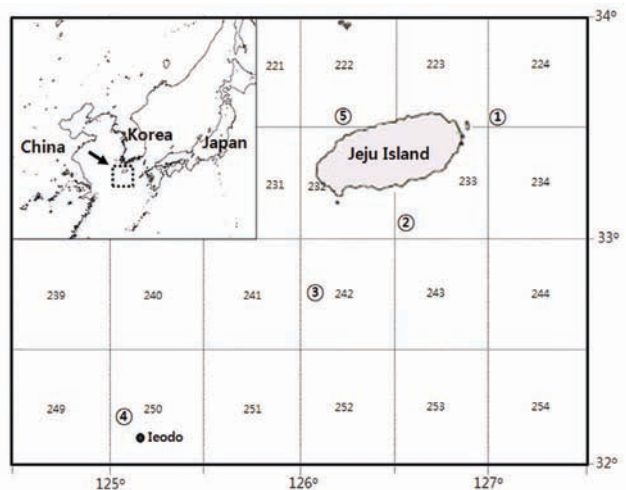 34°
221 222 223 224
Korea
China Japan
⑤ ①
Jeju Island
231 232 233 234
②
33°
239 240 241 ③ 242 243 244
④
249 250 251 252 253 254
Ieodo
32°
125° 126° 127°